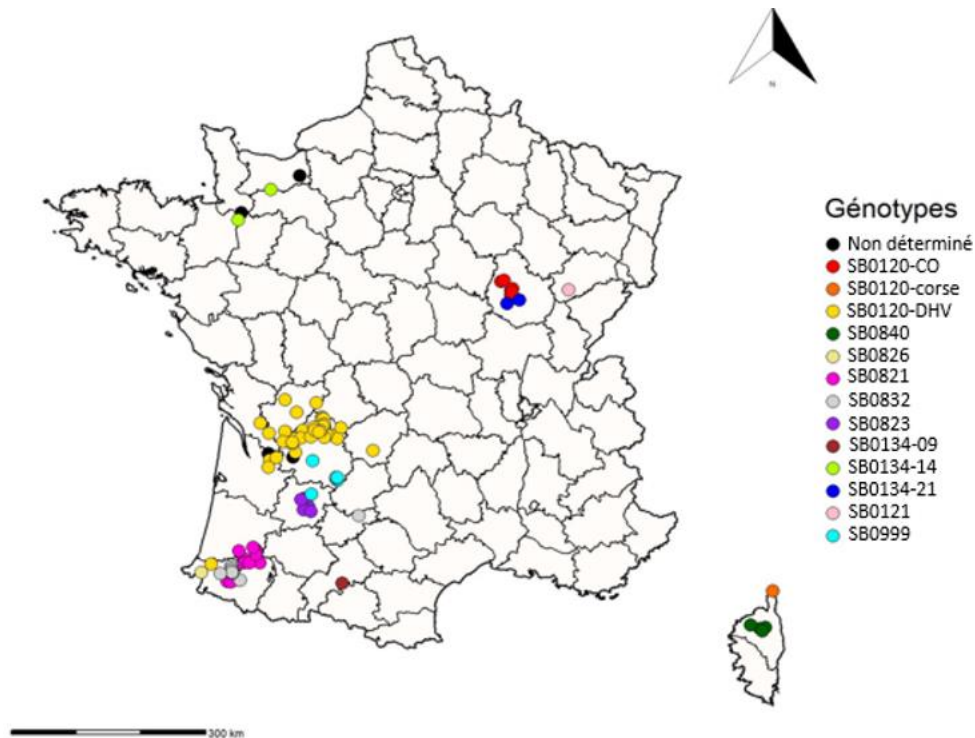 N
Génotypes
Non déterminé
SB0120-CO
SB0120-corse
SB0120-DHV
SB0840
SB0826
SB0821
SB0832
SB0823
SB0134-09
SB0134-14
SB0134-21
SB0121
SB0999
300 km